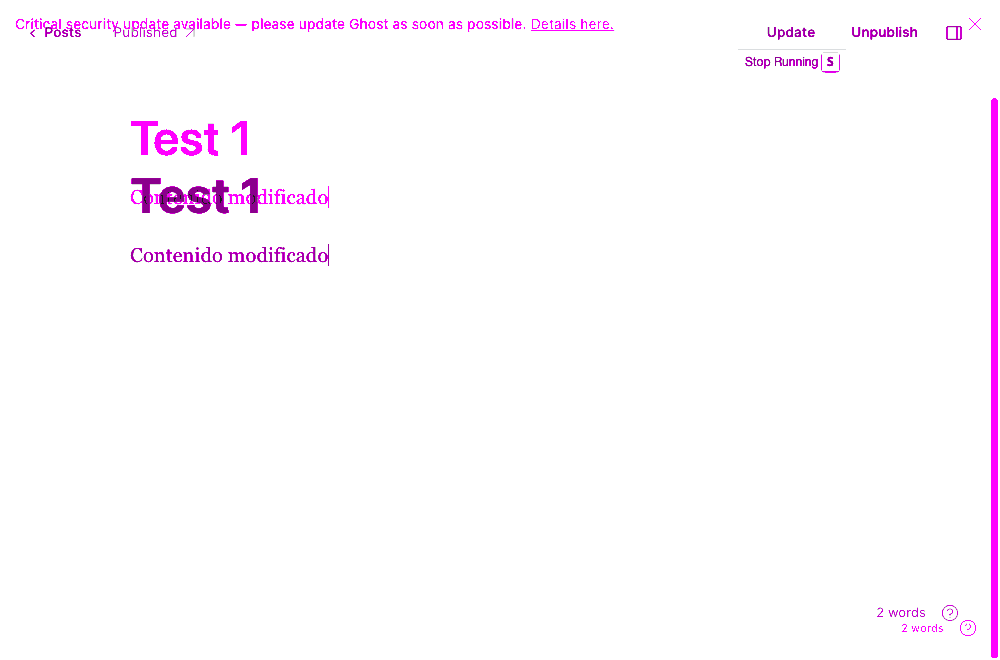 Critical security update available — please update Ghost as soon as possible. Details here.
‹ Posts Published ↗ Update Unpublish
Stop Running S
Test 1
Test 1
Contenido modificado
Contenido modificado
2 words ?
2 words ?